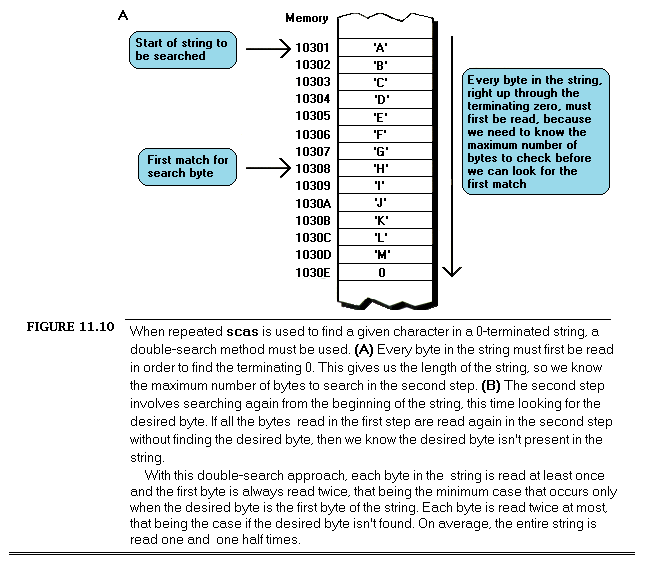 A
Memory
Start of string to
be searched
10301 'A'
10302 'B'
10303 'C'
10304 'D'
10305 'E'
10306 'F'
10307 'G'
10308 'H'
10309 'I'
1030A 'J'
1030B 'K'
1030C 'L'
1030D 'M'
1030E 0
First match for
search byte
Every byte in the string,
right up through the
terminating zero, must
first be read, because
we need to know the
maximum number of
bytes to check before
we can look for the
first match
FIGURE 11.10
When repeated scas is used to find a given character in a 0-terminated string, a
double-search method must be used. (A) Every byte in the string must first be read
in order to find the terminating 0. This gives us the length of the string, so we know
the maximum number of bytes to search in the second step. (B) The second step
involves searching again from the beginning of the string, this time looking for the
desired byte. If all the bytes read in the first step are read again in the second step
without finding the desired byte, then we know the desired byte isn't present in the
string.
With this double-search approach, each byte in the string is read at least once
and the first byte is always read twice, that being the minimum case that occurs only
when the desired byte is the first byte of the string. Each byte is read twice at most,
that being the case if the desired byte isn't found. On average, the entire string is
read one and one half times.